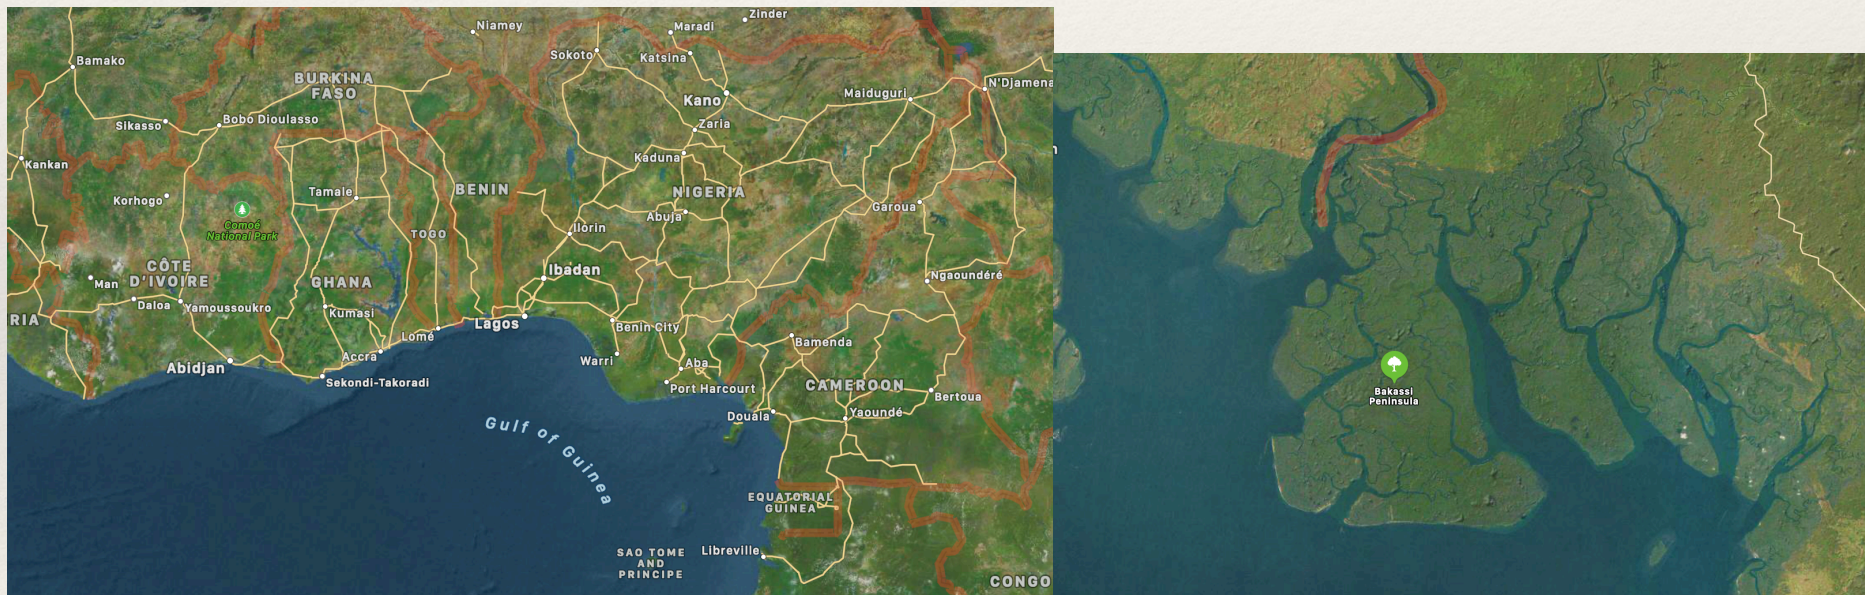 Niamey
Zinder
Maradi
Sokoto
Katsina
Bamako
BURKINA
FASO
N'Djamena
Maiduguri
Kano
Sikasso
Bobo Dioulasso
Zaria
Kankan
Kaduna
Korhogo
Tamale
BENIN
NIGERIA
Abuja
Garoua
Comoé
National Park
TOGO
Ilorin
CÔTE
D'IVOIRE
Man
GHANA
Ibadan
Ngaoundéré
Daloa
Yamoussoukro
Kumasi
RIA
Lomé
Lagos
Benin City
Bamenda
Accra
Abidjan
Warri
Aba
Sekondi-Takoradi
Port Harcourt
CAMEROON
Bertoua
Douala
Yaoundé
Gulf of Guinea
EQUATORIAL
GUINEA
SAO TOME
AND
PRINCIPE
Libreville
CONGO
Bakassi
Peninsula